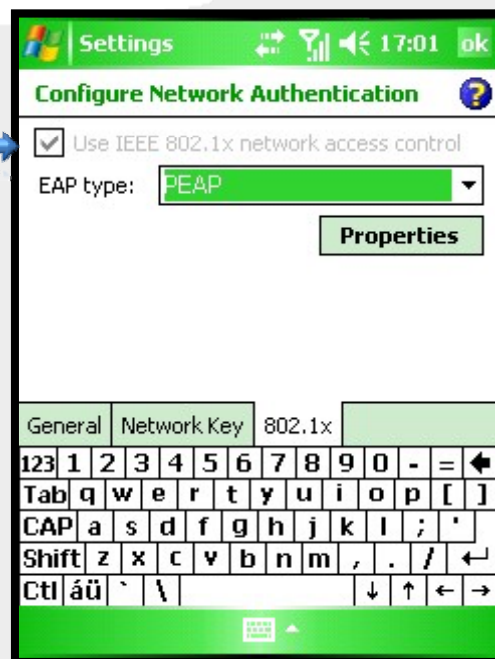 Settings 17:01 ok
Configure Network Authentication ?
Use IEEE 802.1x network access control
EAP type: PEAP
Properties
General Network Key 802.1x
123 1 2 3 4 5 6 7 8 9 0 - = ←
Tab q w e r t y u i o p [ ]
CAP a s d f g h j k l ; '
Shift z x c v b n m , . / ↵
Ctl áü ` \ ↓ ↑ ← →